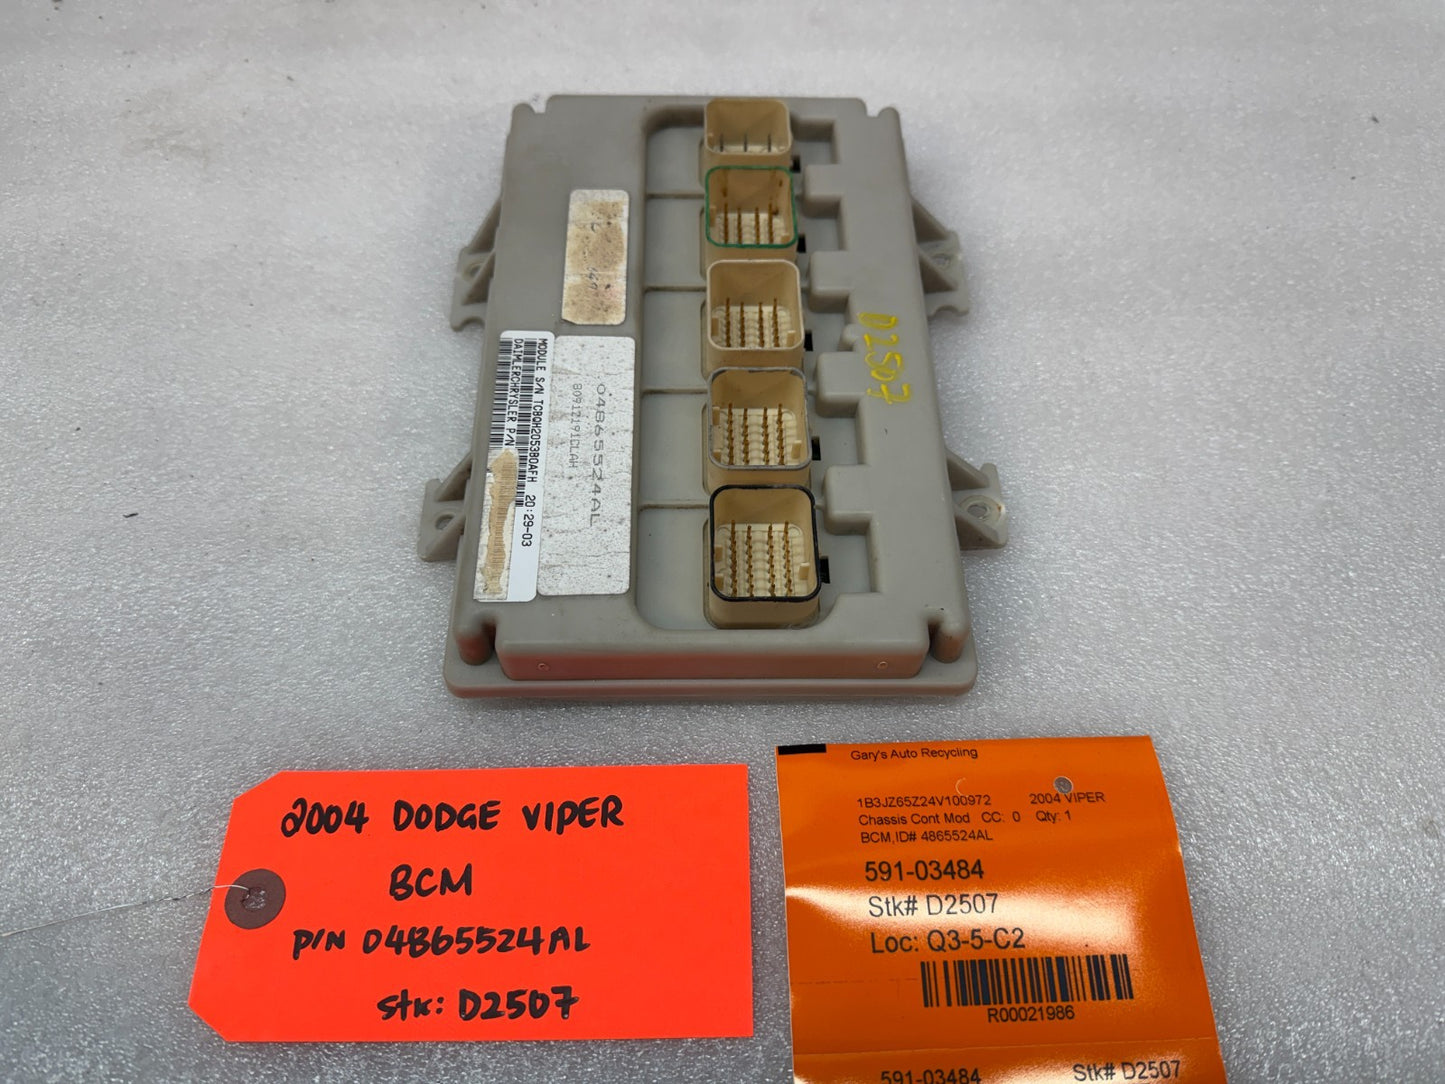 MODULE S/N TCBQH2053B0AFH 20:29-03
DAIMLERCHRYSLER P/N
04865524AL
D2507
2004 DODGE VIPER
BCM
P/N 04865524AL
Stk: D2507
Gary's Auto Recycling
1B3JZ65Z24V100972 2004 VIPER
Chassis Cont Mod CC: 0 Qty: 1
BCM,ID# 4865524AL
591-03484
Stk# D2507
Loc: Q3-5-C2
R00021986
591-03484 Stk# D2507